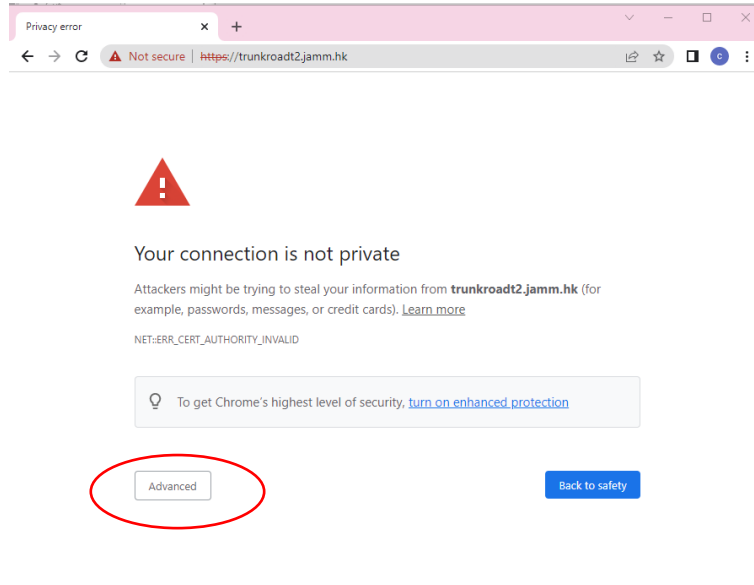 Privacy error
Not secure
https://trunkroadt2.jamm.hk
c
Your connection is not private
Attackers might be trying to steal your information from trunkroadt2.jamm.hk (for
example, passwords, messages, or credit cards). Learn more
NET::ERR_CERT_AUTHORITY_INVALID
To get Chrome's highest level of security, turn on enhanced protection
Advanced
Back to safety